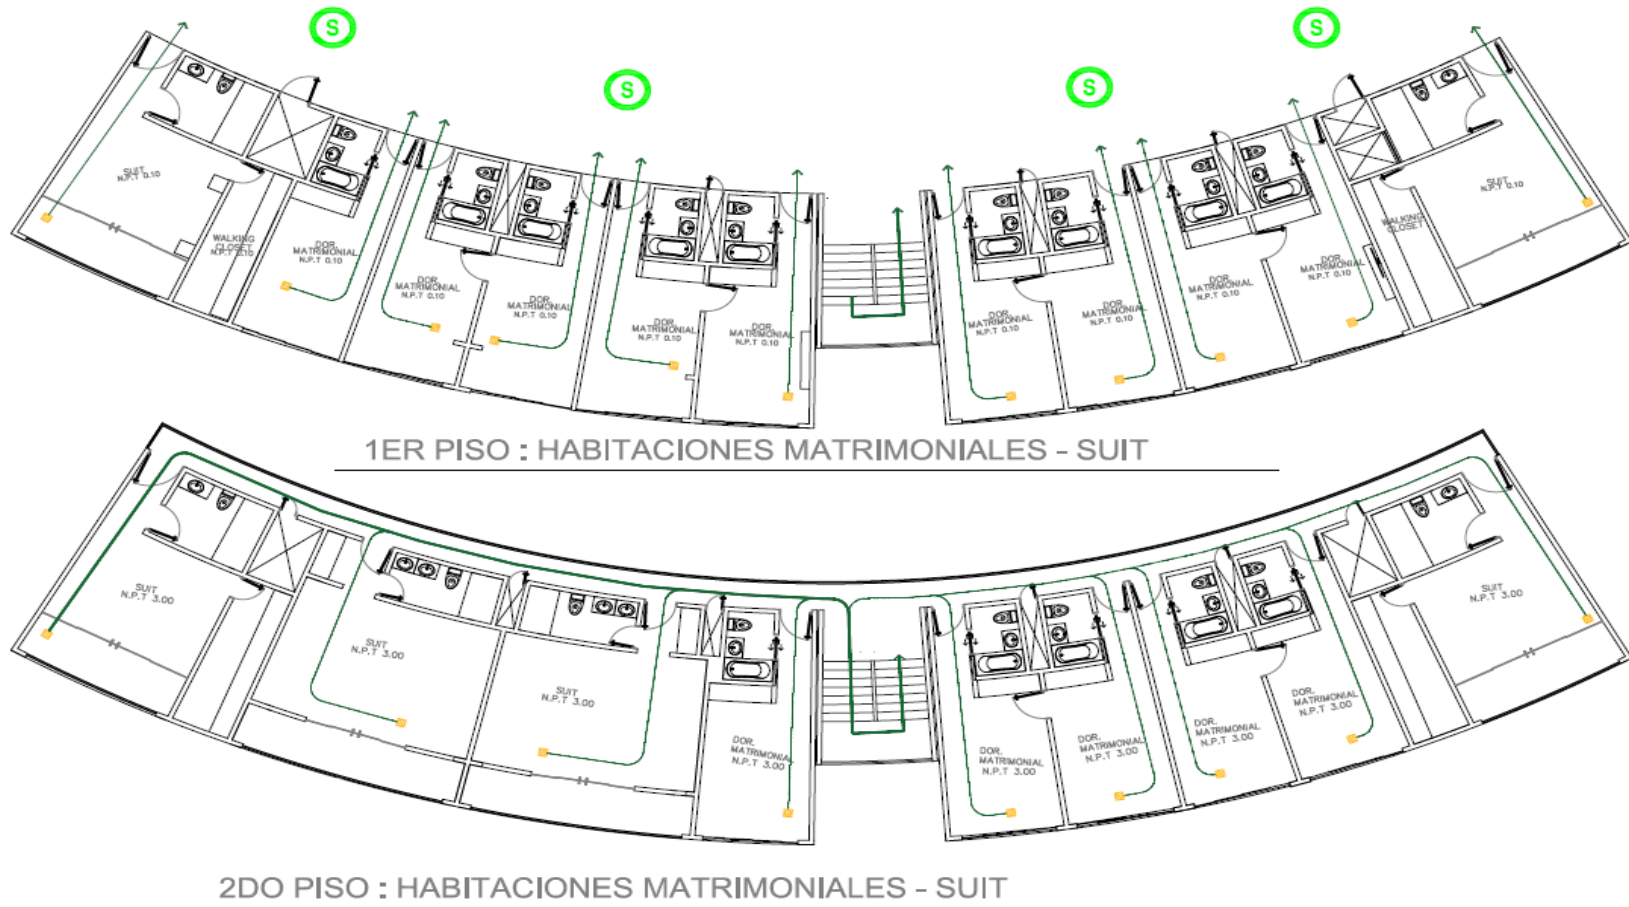 S
S
S
S
SUIT
N.P.T 0.10
WALKING
CLOSET
N.P.T 0.10
DOR.
MATRIMONIAL
N.P.T 0.10
DOR.
MATRIMONIAL
N.P.T 0.10
DOR.
MATRIMONIAL
N.P.T 0.10
DOR.
MATRIMONIAL
N.P.T 0.10
DOR.
MATRIMONIAL
N.P.T 0.10
DOR.
MATRIMONIAL
N.P.T 0.10
DOR.
MATRIMONIAL
N.P.T 0.10
DOR.
MATRIMONIAL
N.P.T 0.10
DOR.
MATRIMONIAL
N.P.T 0.10
WALKING
CLOSET
SUIT
N.P.T 0.10
1ER PISO : HABITACIONES MATRIMONIALES - SUIT
SUIT
N.P.T 3.00
SUIT
N.P.T 3.00
SUIT
N.P.T 3.00
DOR.
MATRIMONIAL
N.P.T 3.00
DOR.
MATRIMONIAL
N.P.T 3.00
DOR.
MATRIMONIAL
N.P.T 3.00
DOR.
MATRIMONIAL
N.P.T 3.00
DOR.
MATRIMONIAL
N.P.T 3.00
SUIT
N.P.T 3.00
2DO PISO : HABITACIONES MATRIMONIALES - SUIT